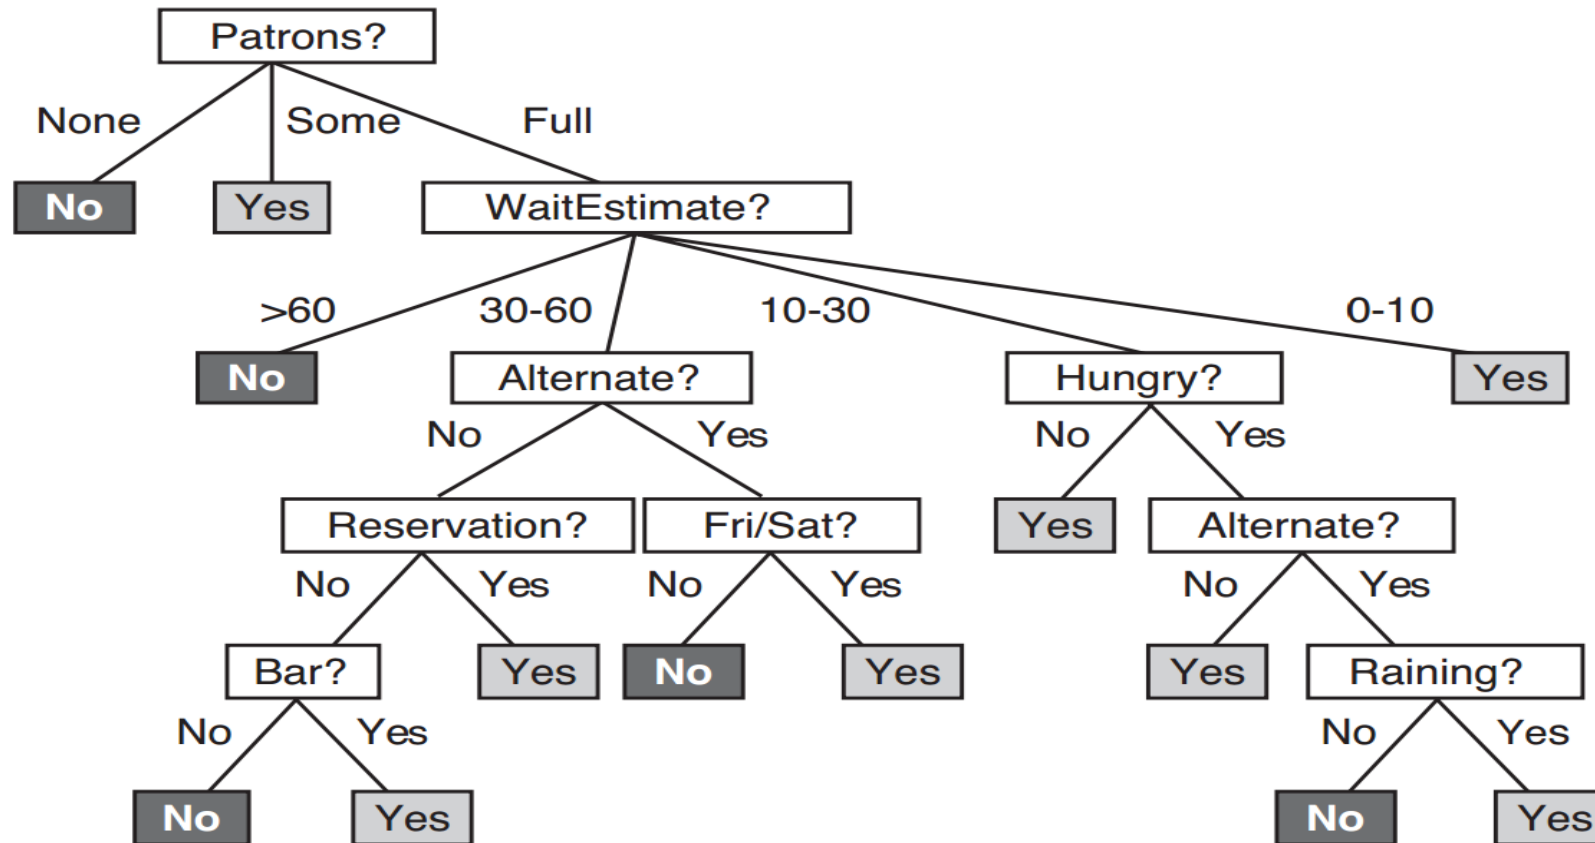 Patrons?
None Some Full
No Yes WaitEstimate?
>60 30-60 10-30 0-10
No Alternate? Hungry? Yes
No Yes No Yes
Reservation? Fri/Sat? Yes Alternate?
No Yes No Yes No Yes
Bar? Yes No Yes Yes Raining?
No Yes No Yes
No Yes No Yes